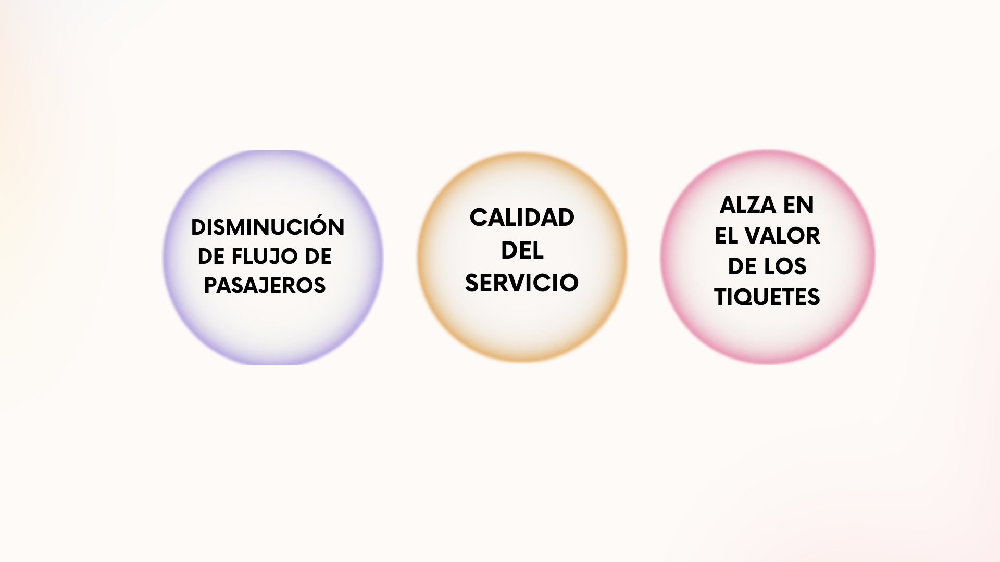 DISMINUCIÓN
DE FLUJO DE
PASAJEROS
CALIDAD
DEL
SERVICIO
ALZA EN
EL VALOR
DE LOS
TIQUETES